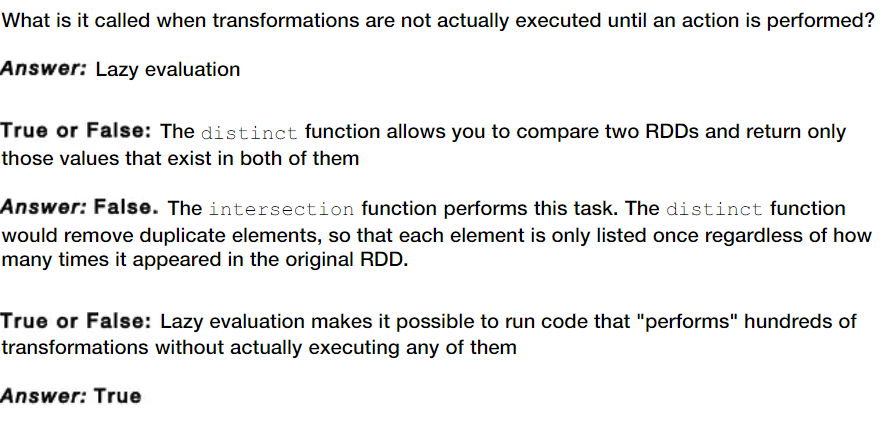 What is it called when transformations are not actually executed until an action is performed?
Answer: Lazy evaluation
True or False: The distinct function allows you to compare two RDDs and return only
those values that exist in both of them
Answer: False. The intersection function performs this task. The distinct function
would remove duplicate elements, so that each element is only listed once regardless of how
many times it appeared in the original RDD.
True or False: Lazy evaluation makes it possible to run code that "performs" hundreds of
transformations without actually executing any of them
Answer: True